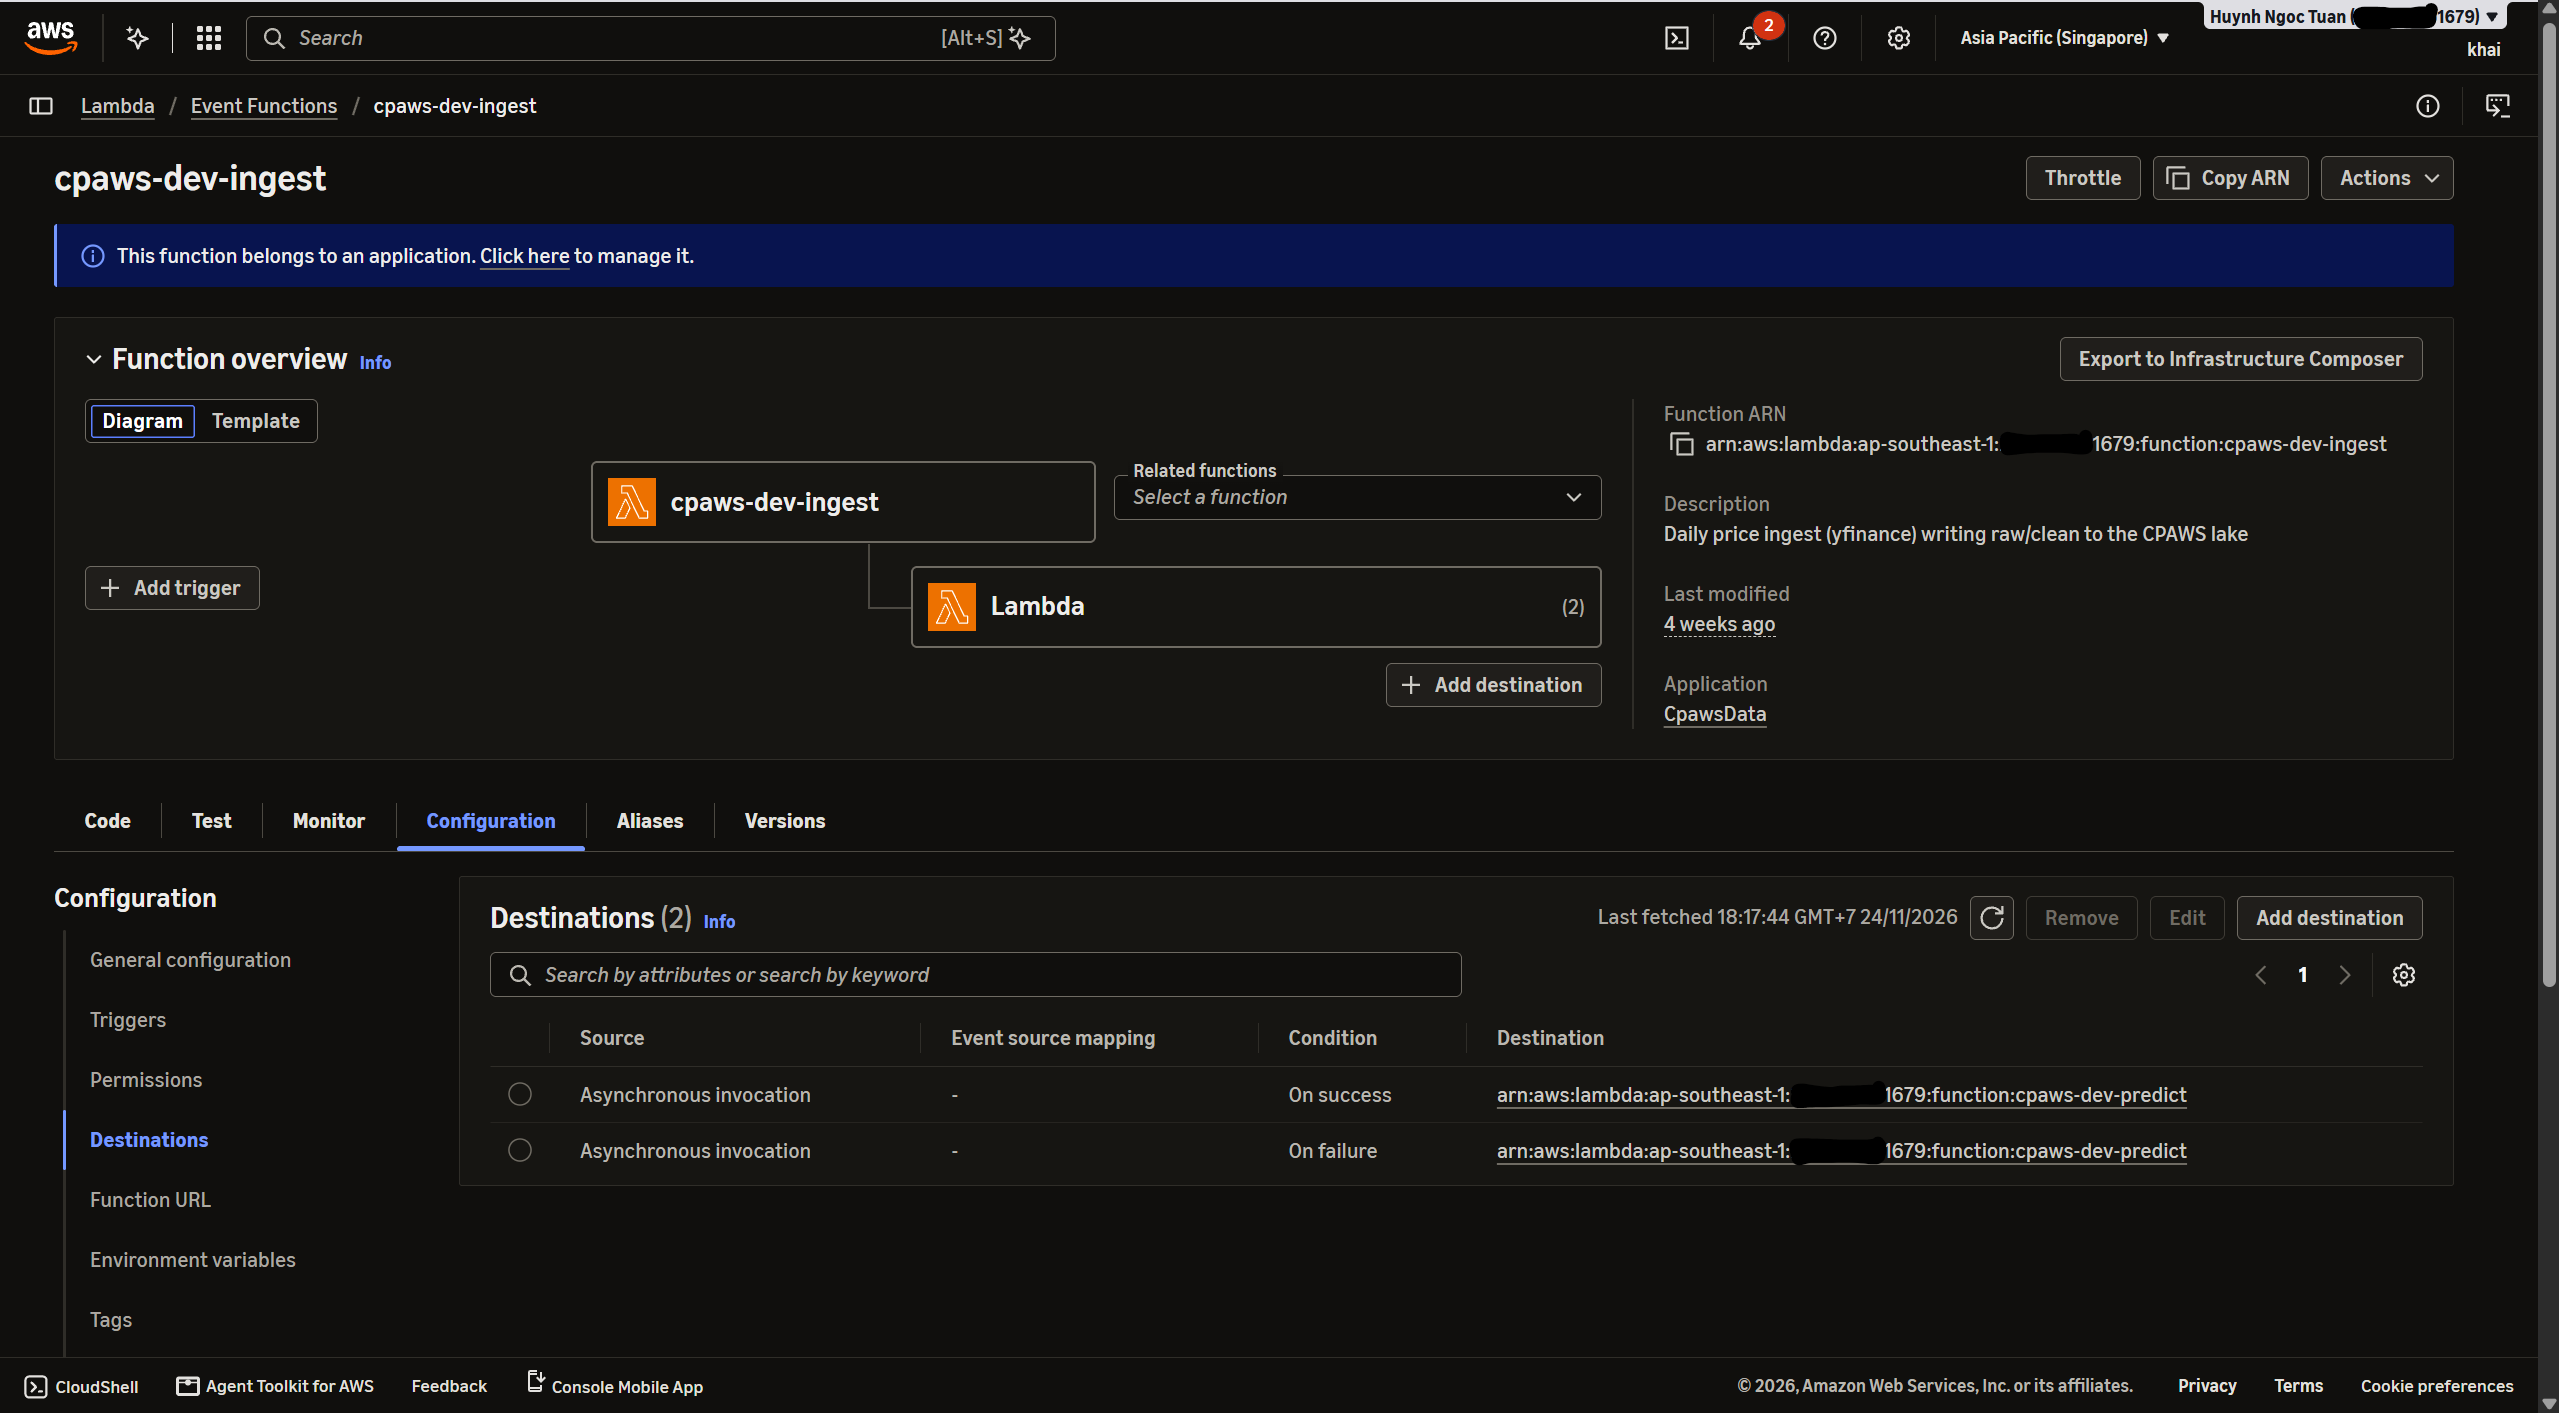 aws
Search [Alt+S]
2
Asia Pacific (Singapore)
Huynh Ngoc Tuan ( 1679)
khai
Lambda / Event Functions / cpaws-dev-ingest
cpaws-dev-ingest
Throttle
Copy ARN
Actions
This function belongs to an application. Click here to manage it.
Function overview Info
Export to Infrastructure Composer
Diagram
Template
cpaws-dev-ingest
Related functions
Select a function
Add trigger
Lambda (2)
Add destination
Function ARN
arn:aws:lambda:ap-southeast-1: 1679:function:cpaws-dev-ingest
Description
Daily price ingest (yfinance) writing raw/clean to the CPAWS lake
Last modified
4 weeks ago
Application
CpawsData
Code
Test
Monitor
Configuration
Aliases
Versions
Configuration
General configuration
Triggers
Permissions
Destinations
Function URL
Environment variables
Tags
Destinations (2) Info
Last fetched 18:17:44 GMT+7 24/11/2026
Remove
Edit
Add destination
Search by attributes or search by keyword
1
Source Event source mapping Condition Destination
Asynchronous invocation - On success arn:aws:lambda:ap-southeast-1: 1679:function:cpaws-dev-predict
Asynchronous invocation - On failure arn:aws:lambda:ap-southeast-1: 1679:function:cpaws-dev-predict
CloudShell
Agent Toolkit for AWS
Feedback
Console Mobile App
© 2026, Amazon Web Services, Inc. or its affiliates.
Privacy
Terms
Cookie preferences